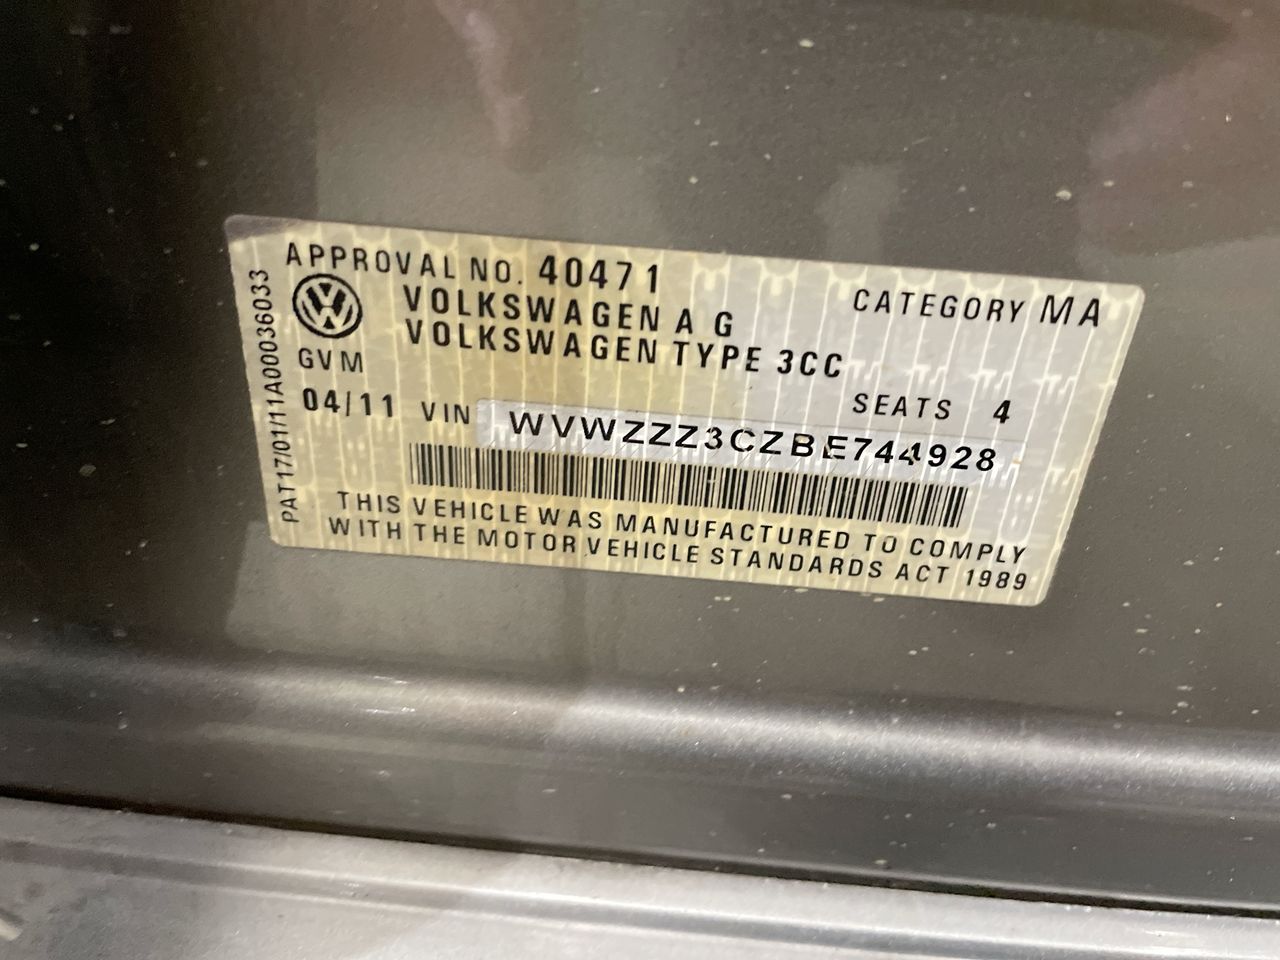 APPROVAL NO. 40471
CATEGORY MA
VOLKSWAGEN A G
VOLKSWAGEN TYPE 3CC
GVM
SEATS 4
04/11 VIN WVWZZZ3CZBE744928
THIS VEHICLE WAS MANUFACTURED TO COMPLY
WITH THE MOTOR VEHICLE STANDARDS ACT 1989
PAT17/01/11A00036033